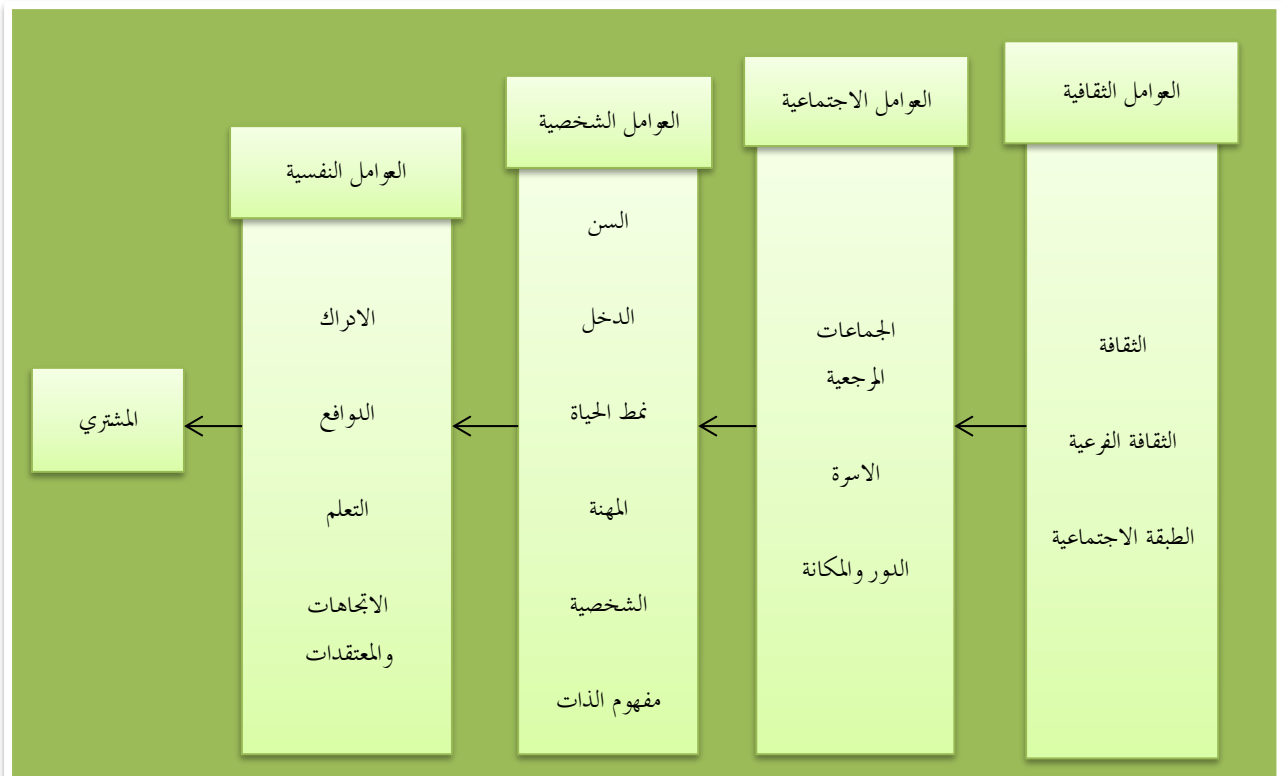 العوامل الثقافية
الثقافة
الثقافة الفرعية
الطبقة الاجتماعية
العوامل الاجتماعية
الجماعات
المرجعية
الاسرة
الدور والمكانة
العوامل الشخصية
السن
الدخل
نمط الحياة
المهنة
الشخصية
مفهوم الذات
العوامل النفسية
الادراك
الدوافع
التعلم
الاتجاهات
والمعتقدات
المشتري